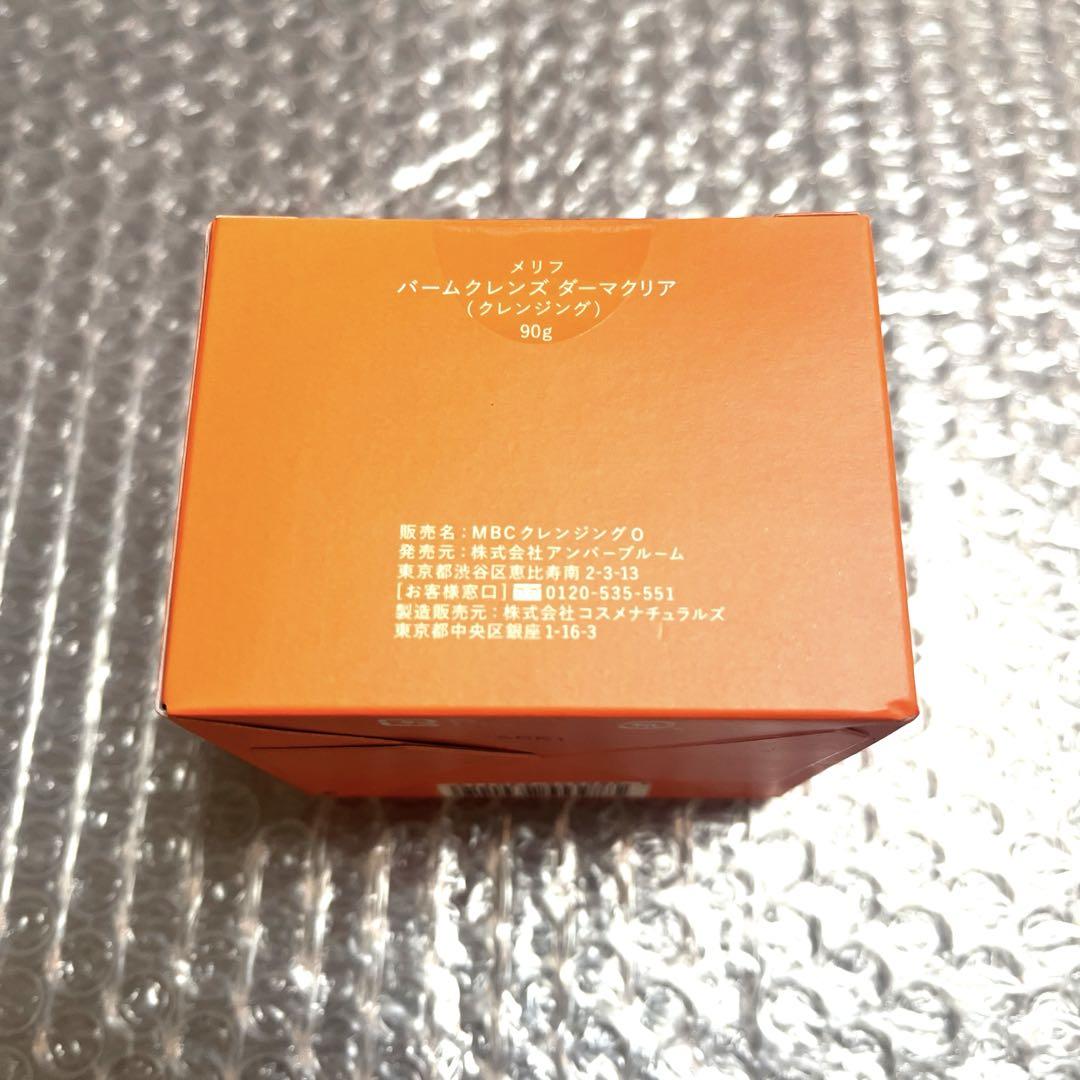 メリフ
バームクレンズ ダーマクリア
(クレンジング)
90g
販売名：MBCクレンジングO
発売元：株式会社アンバーブルーム
東京都渋谷区恵比寿南2-3-13
[お客様窓口] 0120-535-551
製造販売元：株式会社コスメナチュラルズ
東京都中央区銀座1-16-3